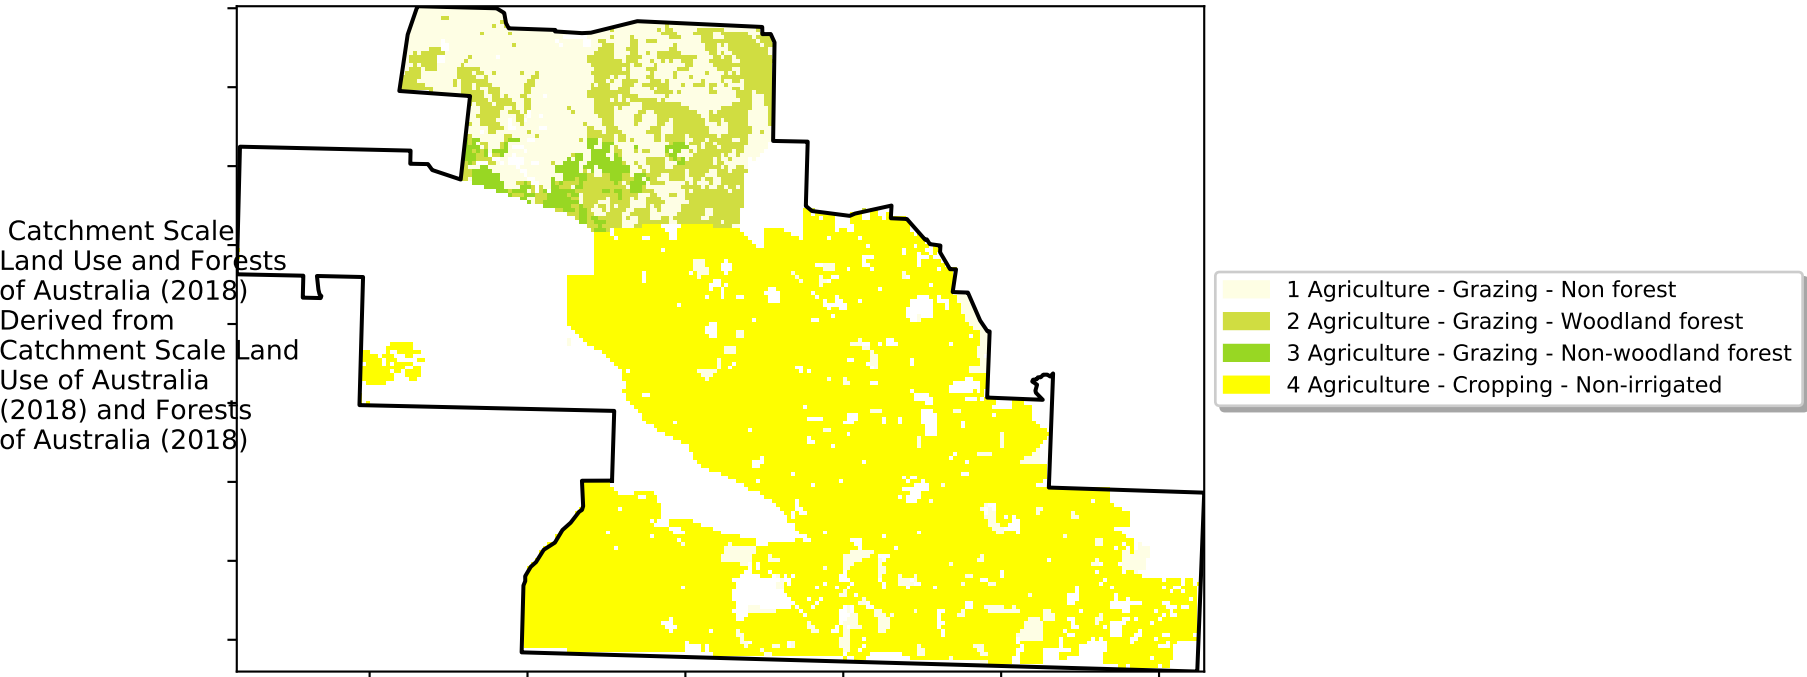 Catchment Scale
Land Use and Forests
of Australia (2018)
Derived from
Catchment Scale Land
Use of Australia
(2018) and Forests
of Australia (2018)
1 Agriculture - Grazing - Non forest
2 Agriculture - Grazing - Woodland forest
3 Agriculture - Grazing - Non-woodland forest
4 Agriculture - Cropping - Non-irrigated